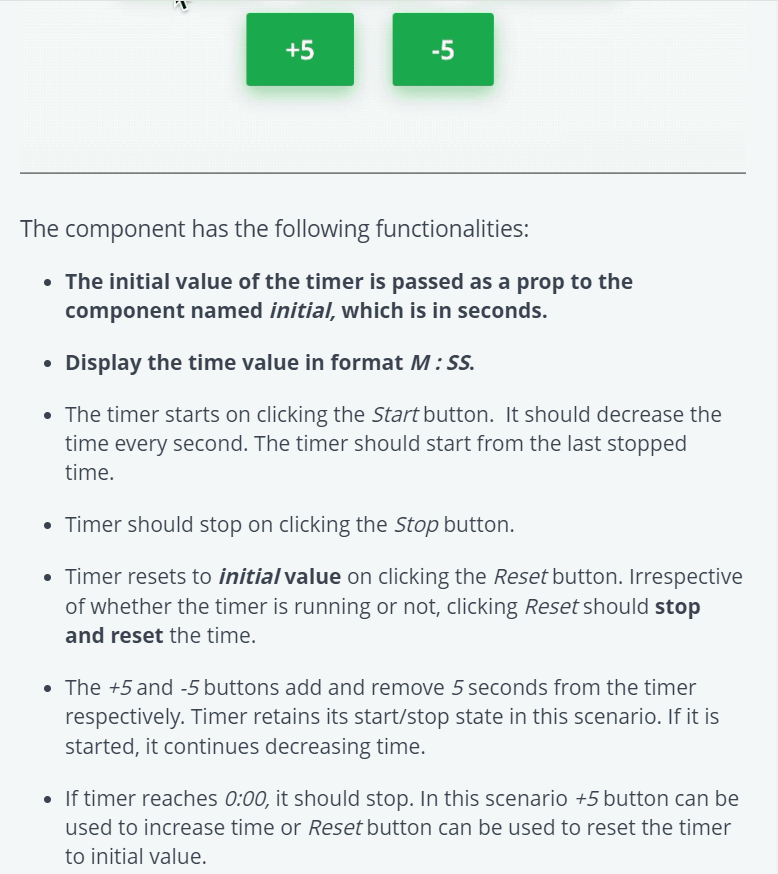 +5 -5
The component has the following functionalities:
• The initial value of the timer is passed as a prop to the
component named initial, which is in seconds.
• Display the time value in format M : SS.
• The timer starts on clicking the Start button.  It should decrease the
time every second. The timer should start from the last stopped
time.
• Timer should stop on clicking the Stop button.
• Timer resets to initial value on clicking the Reset button. Irrespective
of whether the timer is running or not, clicking Reset should stop
and reset the time.
• The +5 and -5 buttons add and remove 5 seconds from the timer
respectively. Timer retains its start/stop state in this scenario. If it is
started, it continues decreasing time.
• If timer reaches 0:00, it should stop. In this scenario +5 button can be
used to increase time or Reset button can be used to reset the timer
to initial value.